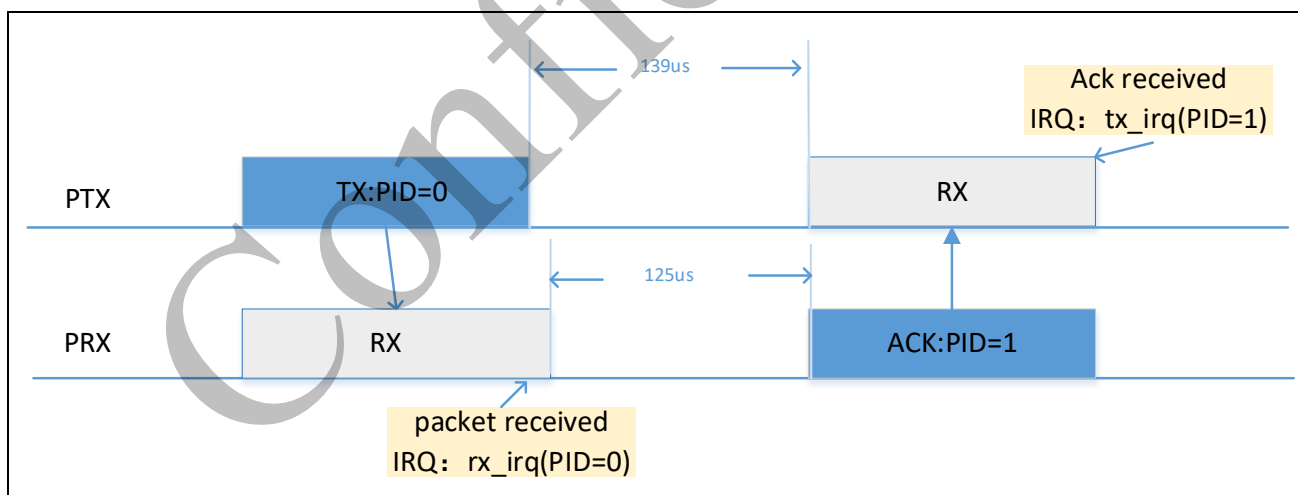 Confi
139us
Ack received
IRQ：tx_irq(PID=1)
PTX
TX:PID=0
RX
125us
PRX
RX
ACK:PID=1
packet received
IRQ：rx_irq(PID=0)